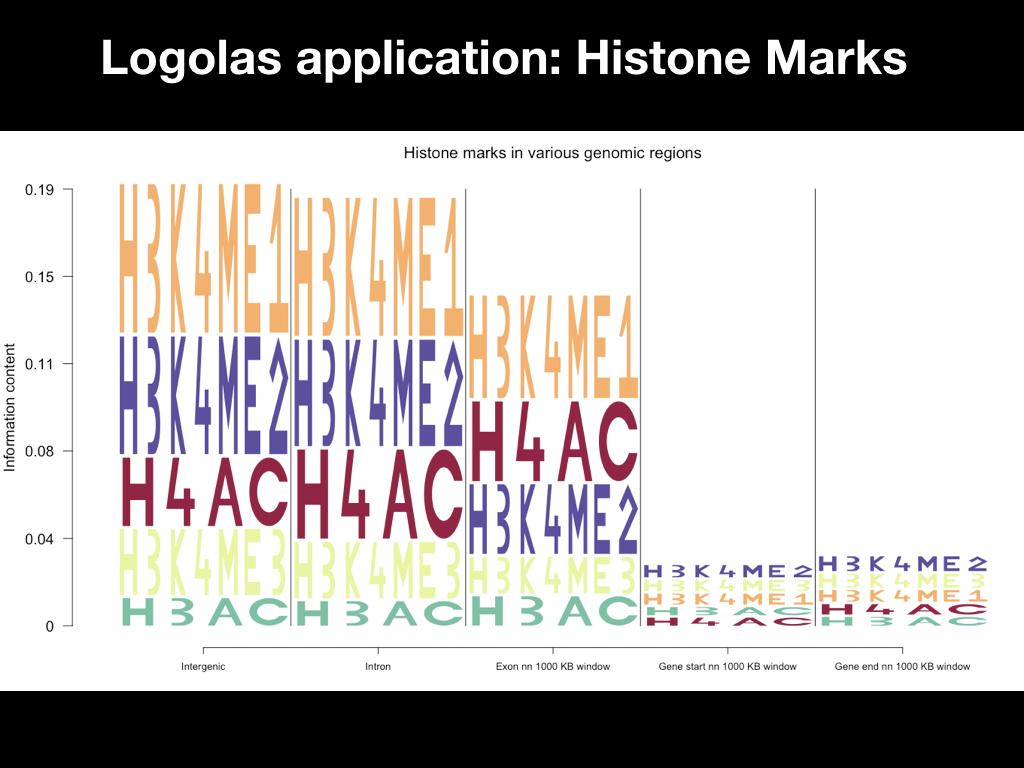 Logolas application: Histone Marks
Histone marks in various genomic regions
Information content
0.19
0.15
0.11
0.08
0.04
0
H3K4ME1
H3K4ME2
H4AC
H3K4ME3
H3AC
H3K4ME1
H3K4ME2
H4AC
H3K4ME3
H3AC
H3K4ME1
H4AC
H3K4ME2
H3K4ME3
H3AC
H3K4ME2
H3K4ME3
H3K4ME1
H3AC
H4AC
H3K4ME2
H3K4ME3
H3K4ME1
H4AC
H3AC
Intergenic
Intron
Exon nn 1000 KB window
Gene start nn 1000 KB window
Gene end nn 1000 KB window